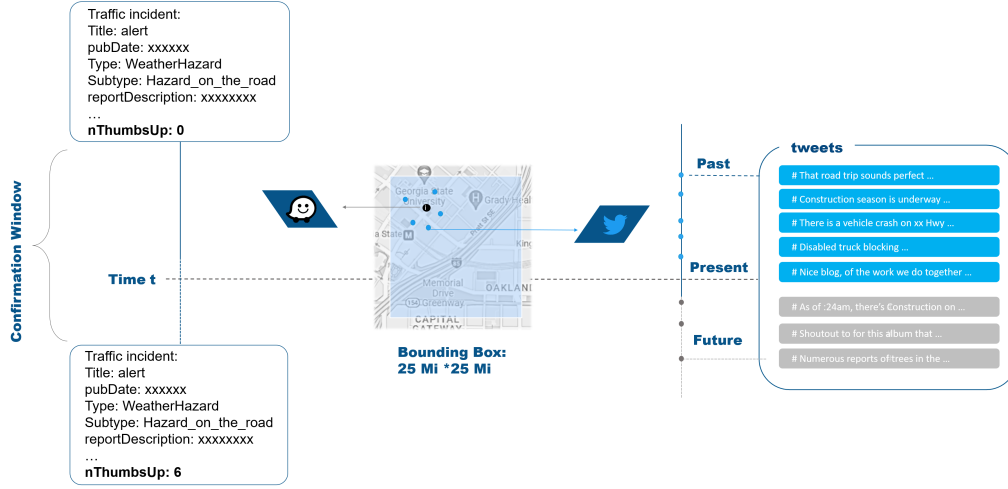 Traffic incident:
Title: alert
pubDate: xxxxxx
Type: WeatherHazard
Subtype: Hazard_on_the_road
reportDescription: xxxxxxxx
…
nThumbsUp: 0
Confirmation Window
Time t
Traffic incident:
Title: alert
pubDate: xxxxxx
Type: WeatherHazard
Subtype: Hazard_on_the_road
reportDescription: xxxxxxxx
…
nThumbsUp: 6
Georgia State
University
Grady Heal
a State
M
H
King
Memorial
Drive
Greenway
154
OAKLAN
CAPITAL
GATEWAY
Bounding Box:
25 Mi *25 Mi
Past
Present
Future
tweets
# That road trip sounds perfect ...
# Construction season is underway ...
# There is a vehicle crash on xx Hwy ...
# Disabled truck blocking ...
# Nice blog, of the work we do together ...
# As of :24am, there's Construction on ...
# Shoutout to for this album that ...
# Numerous reports of trees in the ...